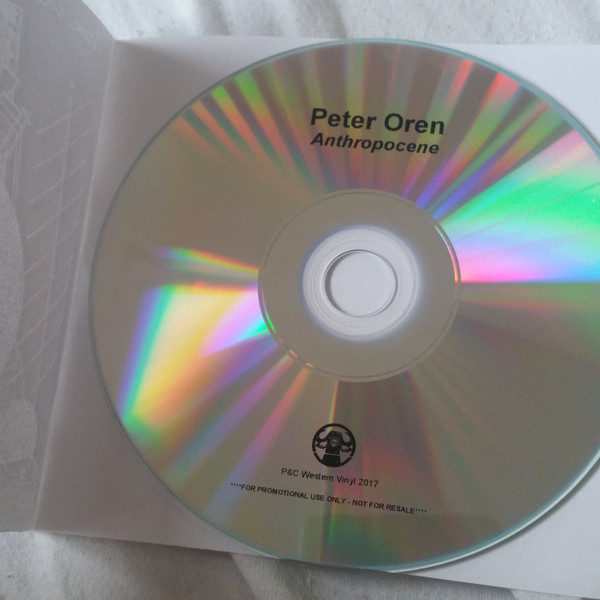 Peter Oren
Anthropocene
P&C Western Vinyl 2017
****FOR PROMOTIONAL USE ONLY - NOT FOR RESALE****